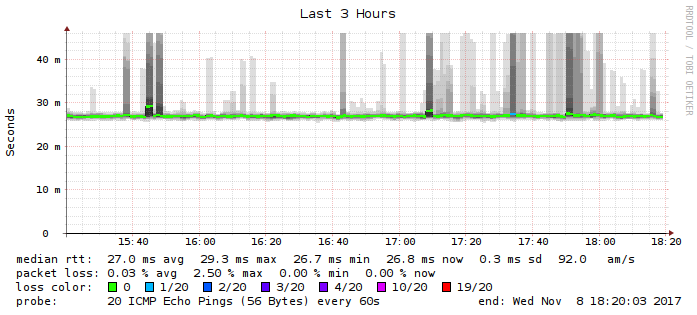 Last 3 Hours
RRDTOOL / TOBI OETIKER
Seconds
40 m
30 m
20 m
10 m
0
15:40 16:00 16:20 16:40 17:00 17:20 17:40 18:00 18:20
median rtt: 27.0 ms avg 29.3 ms max 26.7 ms min 26.8 ms now 0.3 ms sd 92.0 am/s
packet loss: 0.03 % avg 2.50 % max 0.00 % min 0.00 % now
loss color: 0 1/20 2/20 3/20 4/20 10/20 19/20
probe: 20 ICMP Echo Pings (56 Bytes) every 60s end: Wed Nov 8 18:20:03 2017